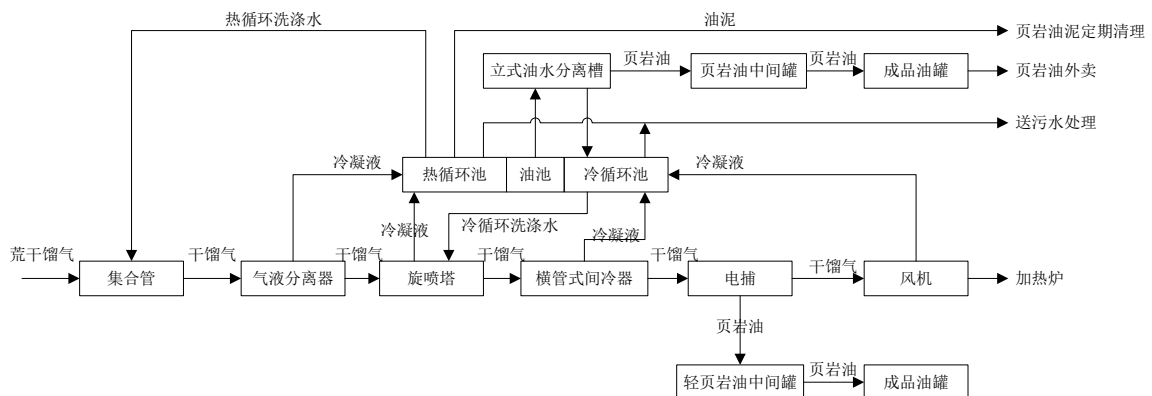 热循环洗涤水
油泥
页岩油泥定期清理
立式油水分离槽
页岩油
页岩油中间罐
页岩油
成品油罐
页岩油外卖
送污水处理
冷凝液
热循环池
油池
冷循环池
冷凝液
冷凝液
冷循环洗涤水
冷凝液
荒干馏气
集合管
干馏气
气液分离器
干馏气
旋喷塔
干馏气
横管式间冷器
干馏气
电捕
干馏气
风机
加热炉
页岩油
轻页岩油中间罐
页岩油
成品油罐